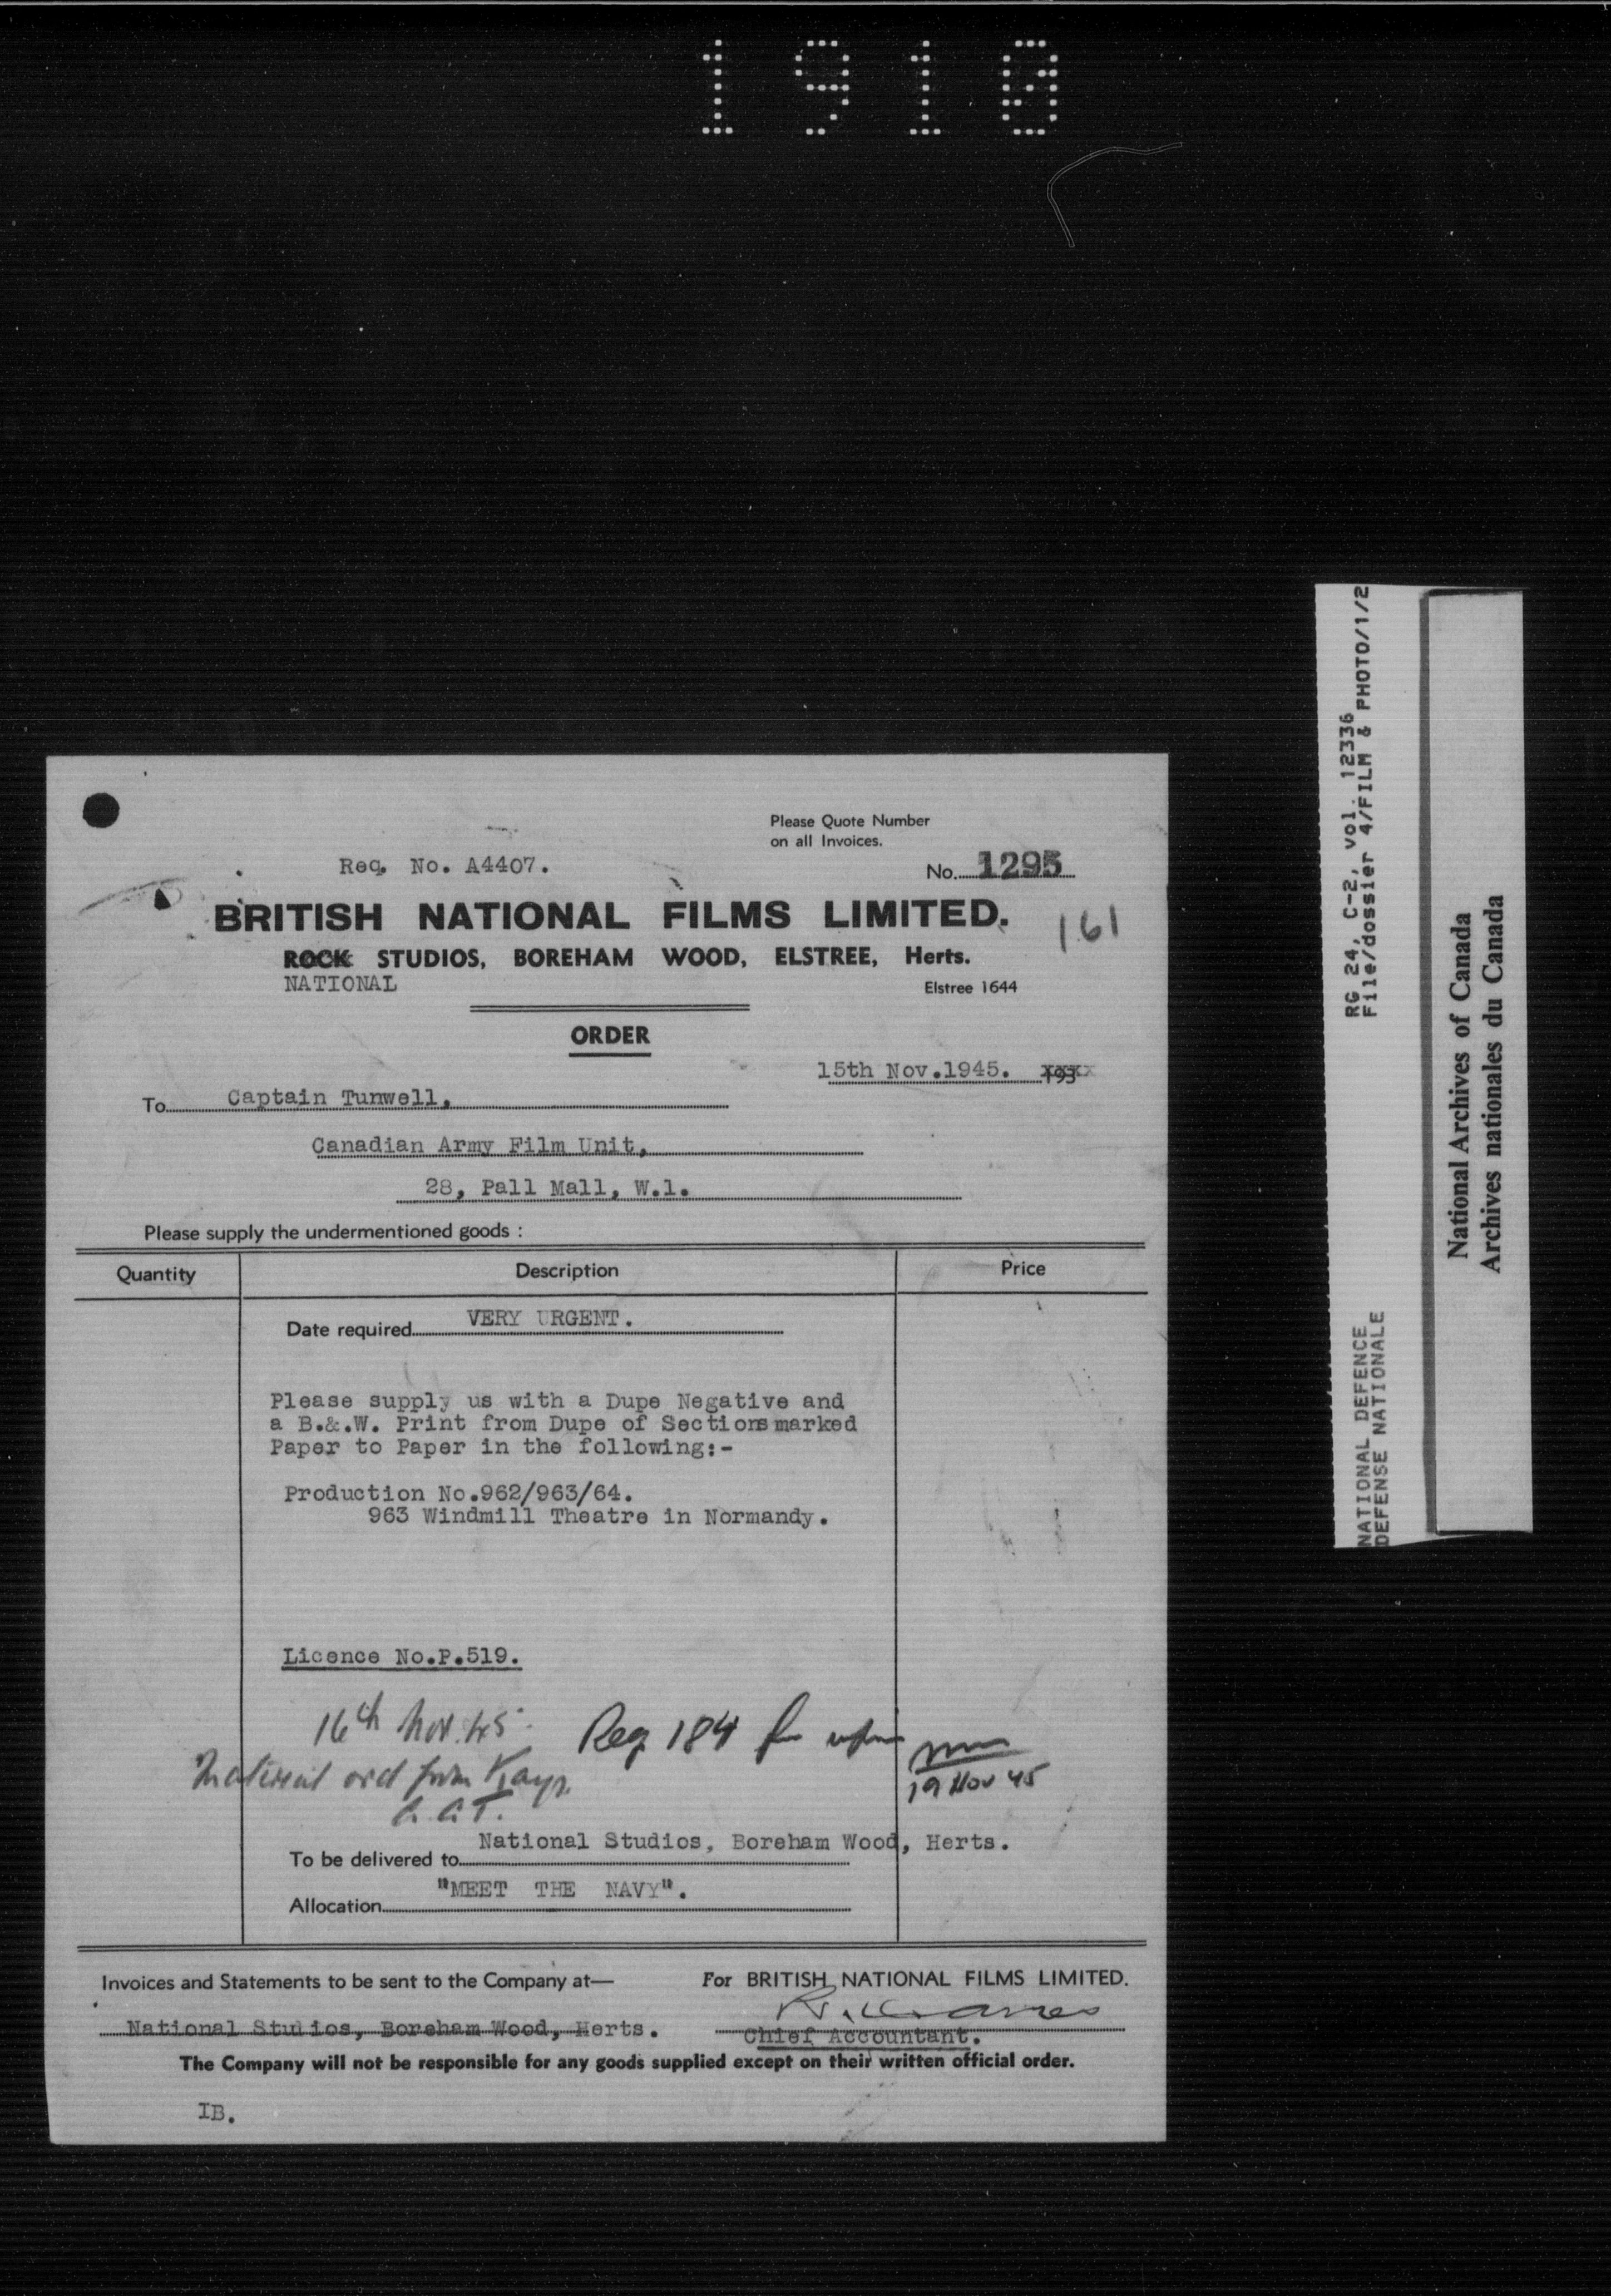 1910
Please Quote Number
on all Invoices.
Req. No. A4407.
No. 1295
BRITISH NATIONAL FILMS LIMITED.
161
ROCK STUDIOS, BOREHAM WOOD, ELSTREE, Herts.
NATIONAL
Elstree 1644
ORDER
15th Nov.1945. 193
To Captain Tunwell,
Canadian Army Film Unit,
28, Pall Mall, W.1.
Please supply the undermentioned goods :
Quantity Description Price
Date required VERY URGENT.
Please supply us with a Dupe Negative and
a B.&.W. Print from Dupe of Sections marked
Paper to Paper in the following:-
Production No.962/963/64.
963 Windmill Theatre in Normandy.
Licence No.P.519.
16th Nov. 45. Req 184
Material ord from Kays.
19 Nov 45
A.A.T.
To be delivered to National Studios, Boreham Wood, Herts.
Allocation "MEET THE NAVY".
Invoices and Statements to be sent to the Company at—
For BRITISH NATIONAL FILMS LIMITED.
National Studios, Boreham Wood, Herts.
Chief Accountant.
The Company will not be responsible for any goods supplied except on their written official order.
IB.
RG 24, C-2, vol. 12336
File/dossier 4/FILM & PHOTO/1/2
NATIONAL DEFENCE
DEFENSE NATIONALE
National Archives of Canada
Archives nationales du Canada